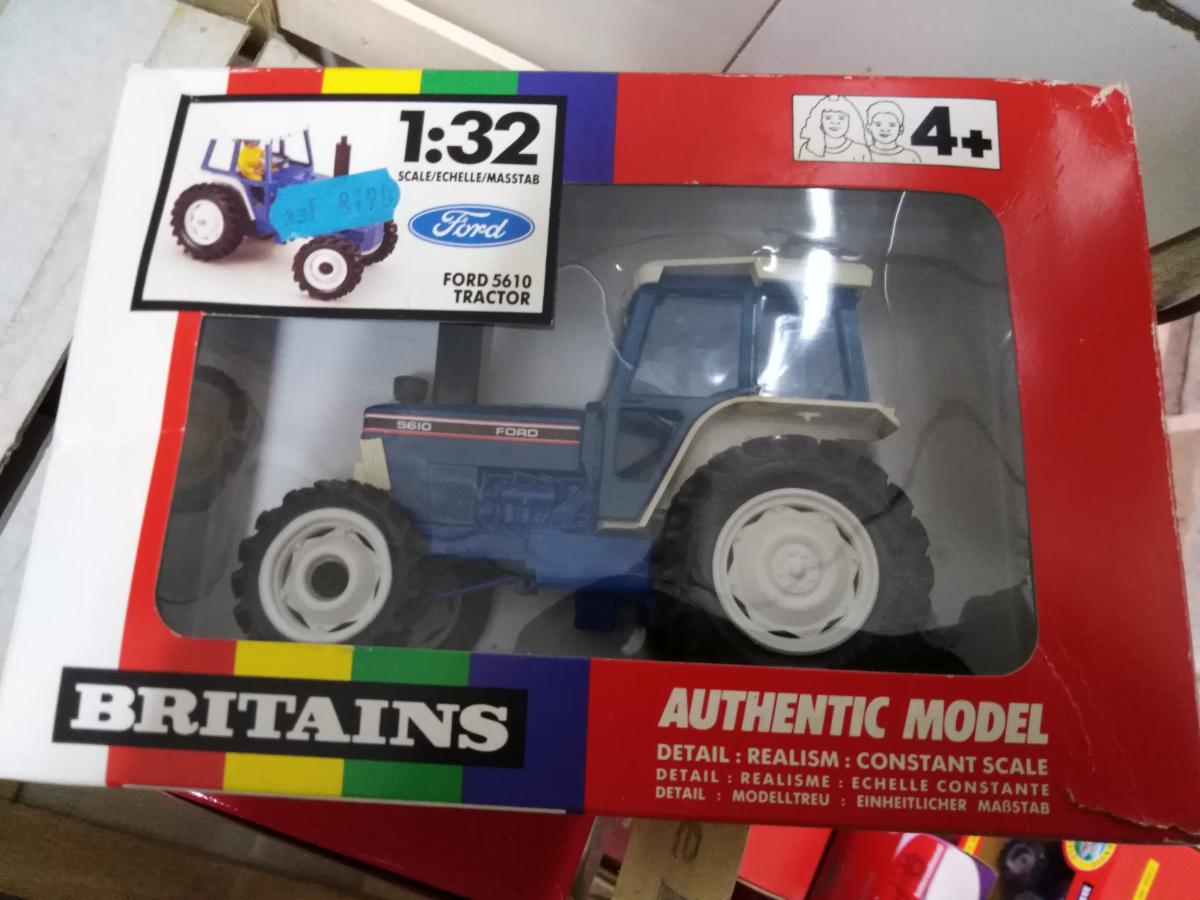 1:32
SCALE/ECHELLE/MASSTAB
Ford
FORD 5610
TRACTOR
4+
5610 FORD
BRITAINS
AUTHENTIC MODEL
DETAIL : REALISM : CONSTANT SCALE
DETAIL : REALISME : ECHELLE CONSTANTE
DETAIL : MODELLTREU : EINHEITLICHER MAßSTAB